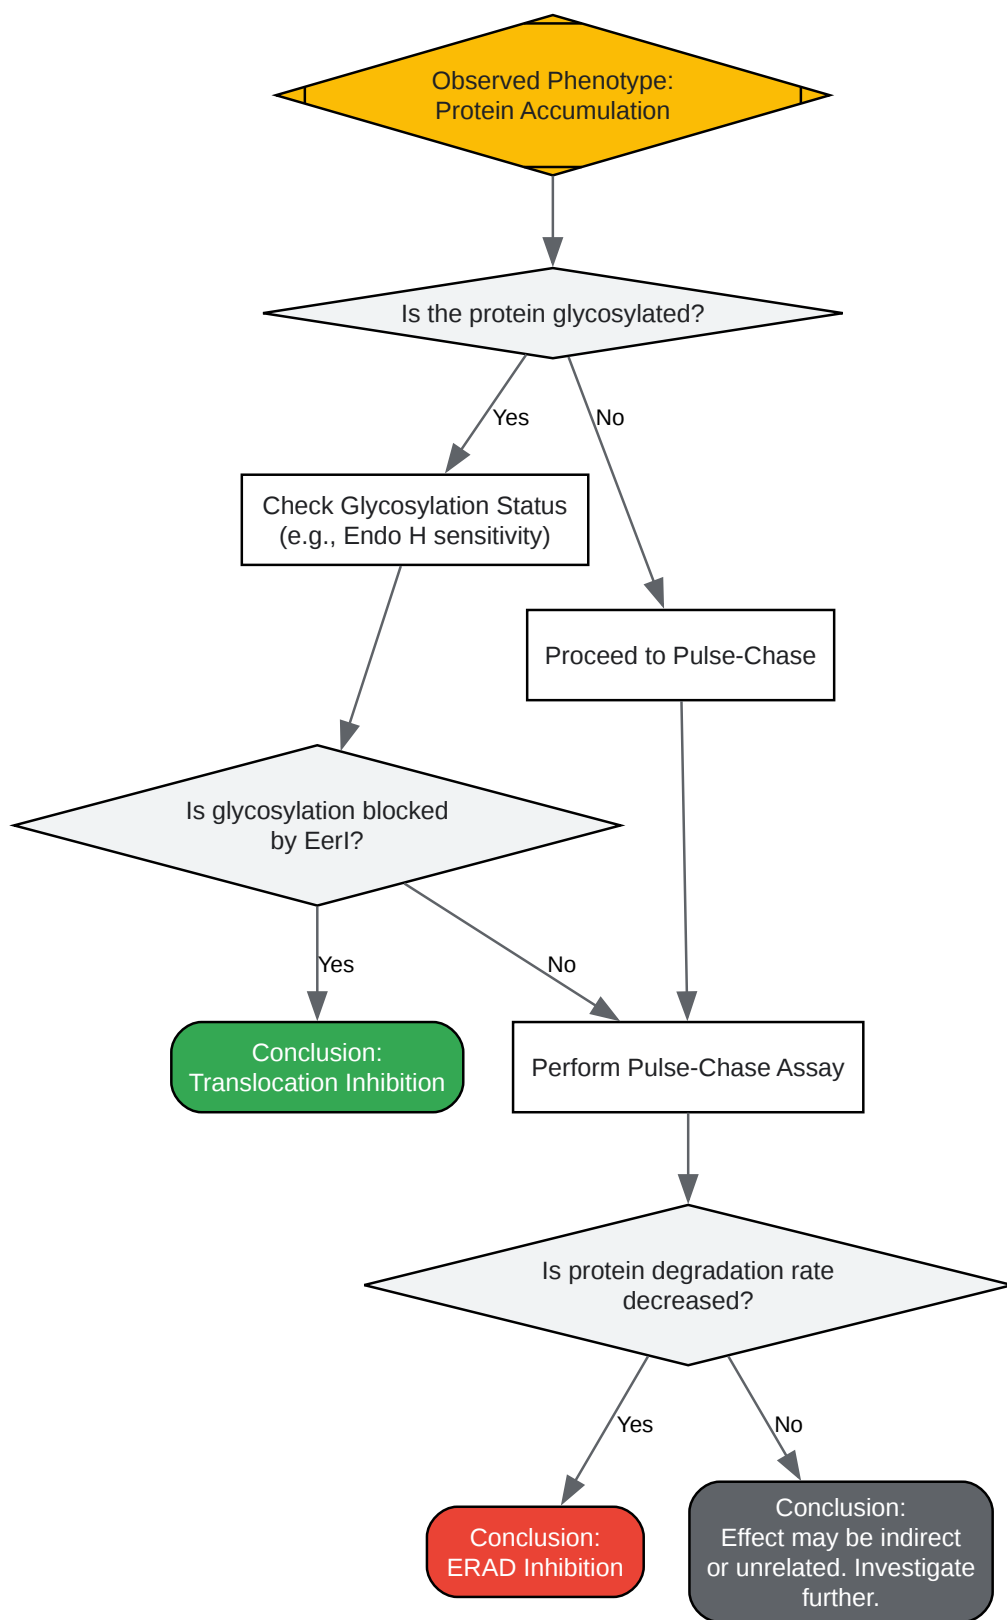 Observed Phenotype:
Protein Accumulation
Is the protein glycosylated?
Yes
No
Check Glycosylation Status
(e.g., Endo H sensitivity)
Proceed to Pulse-Chase
Is glycosylation blocked
by EerI?
Yes
No
Conclusion:
Translocation Inhibition
Perform Pulse-Chase Assay
Is protein degradation rate
decreased?
Yes
No
Conclusion:
ERAD Inhibition
Conclusion:
Effect may be indirect
or unrelated. Investigate
further.